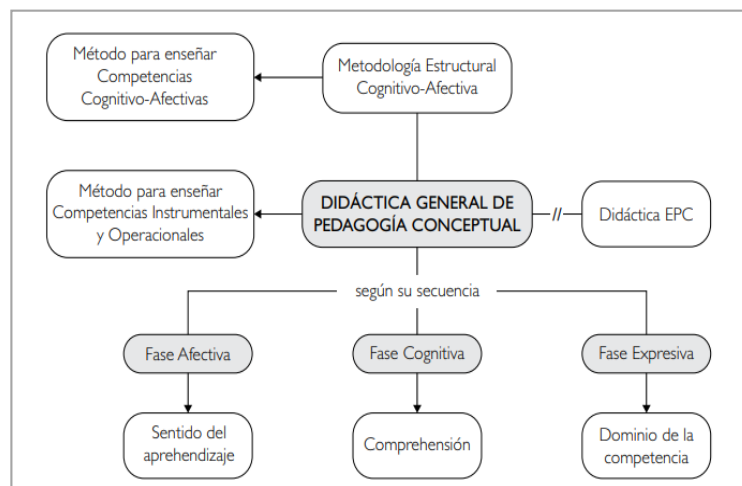 Método para enseñar
Competencias
Cognitivo-Afectivas
Metodología Estructural
Cognitivo-Afectiva
Método para enseñar
Competencias Instrumentales
y Operacionales
DIDÁCTICA GENERAL DE
PEDAGOGÍA CONCEPTUAL
//
Didáctica EPC
según su secuencia
Fase Afectiva
Fase Cognitiva
Fase Expresiva
Sentido del
aprehendizaje
Comprehensión
Dominio de la
competencia